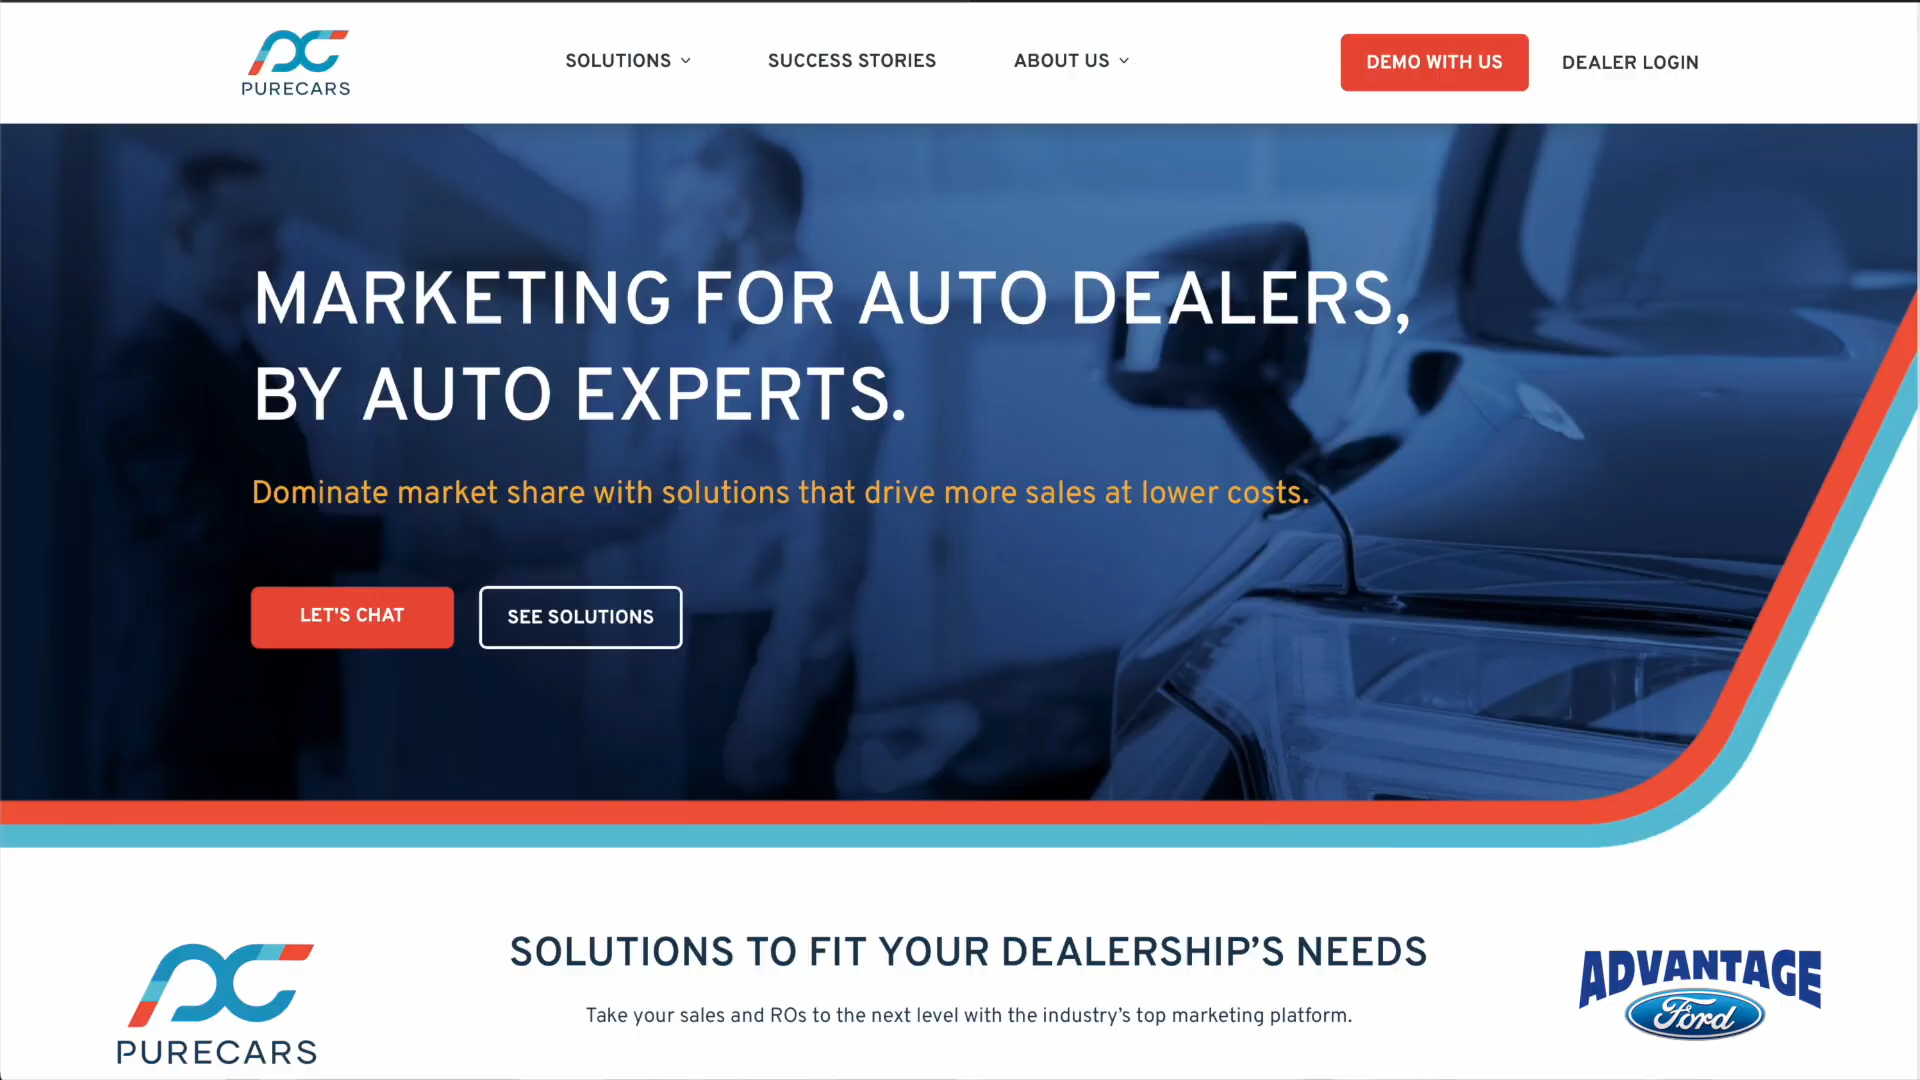 PURECARS
SOLUTIONS
SUCCESS STORIES
ABOUT US
DEMO WITH US
DEALER LOGIN
MARKETING FOR AUTO DEALERS,
BY AUTO EXPERTS.
Dominate market share with solutions that drive more sales at lower costs.
LET'S CHAT
SEE SOLUTIONS
PURECARS
SOLUTIONS TO FIT YOUR DEALERSHIP’S NEEDS
Take your sales and ROs to the next level with the industry’s top marketing platform.
ADVANTAGE
Ford